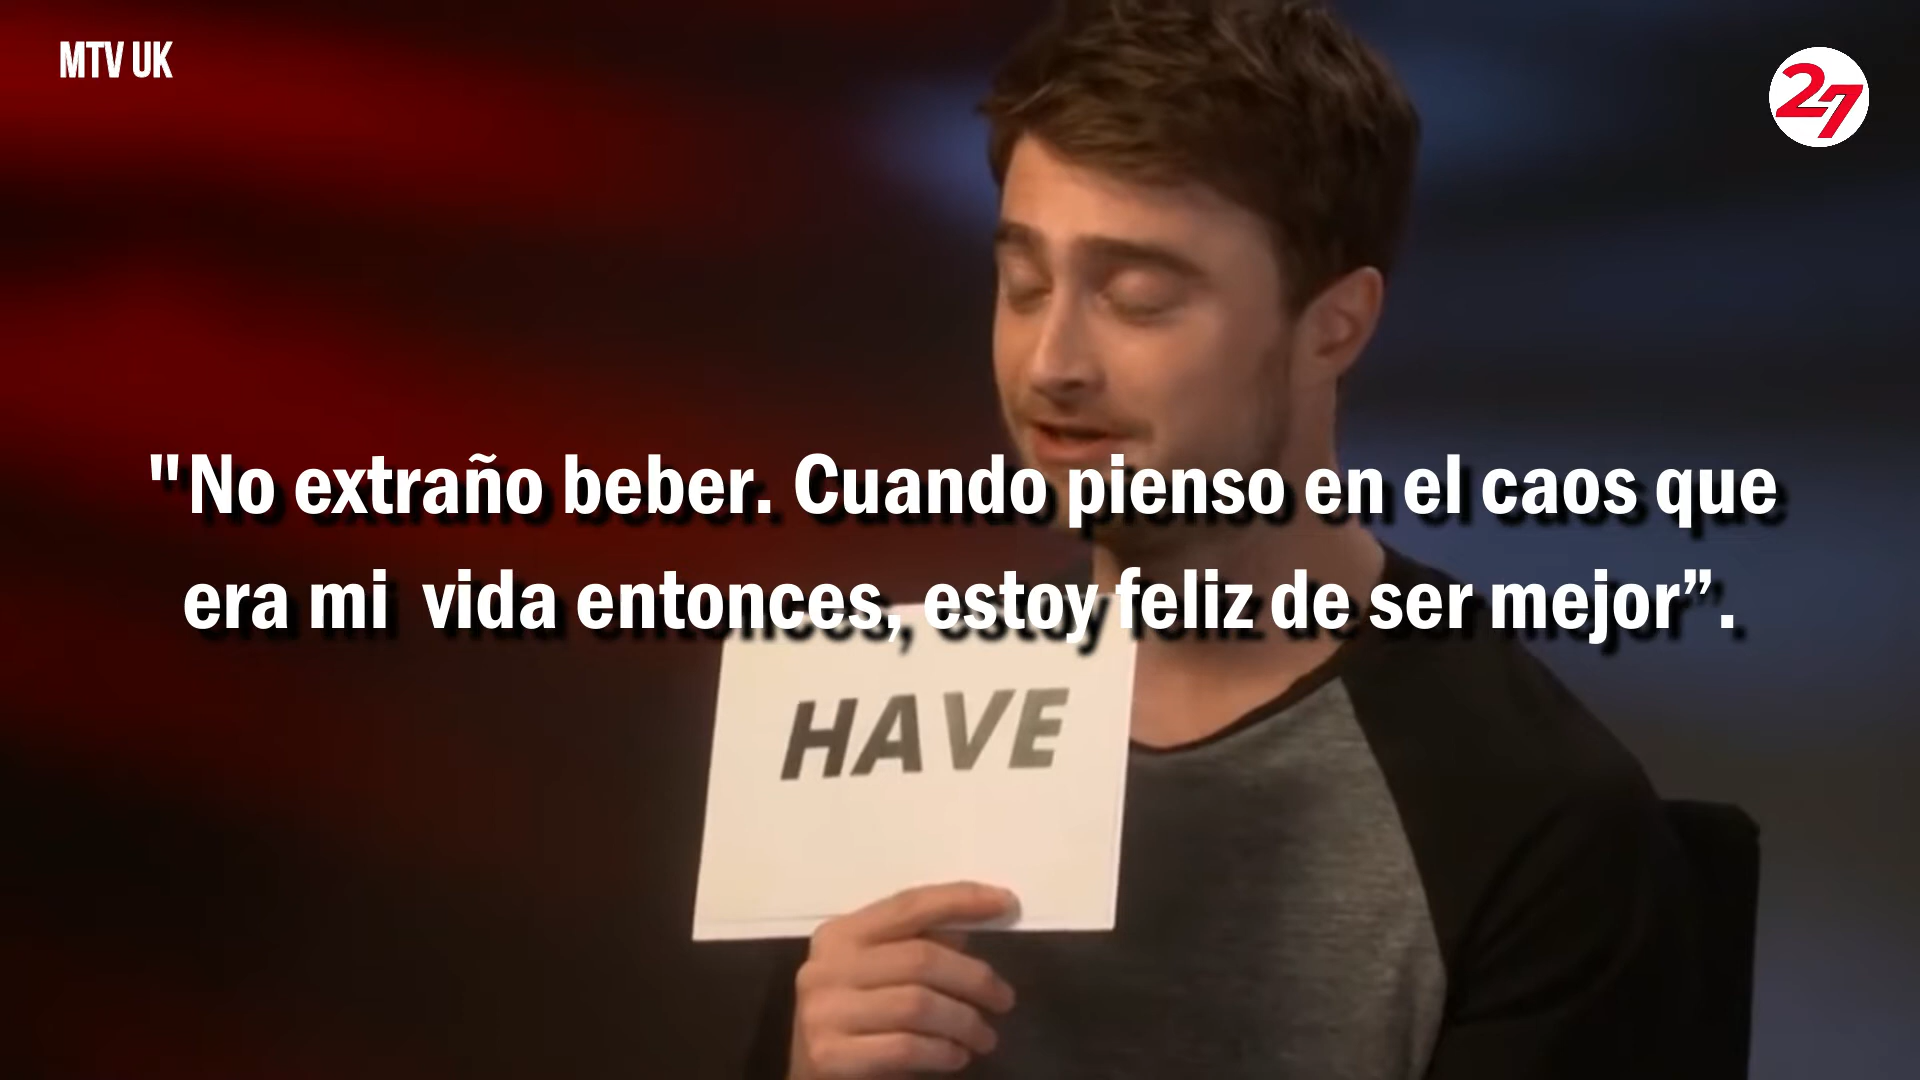 MTV UK
27
"No extraño beber. Cuando pienso en el caos que
era mi  vida entonces, estoy feliz de ser mejor”.
HAVE